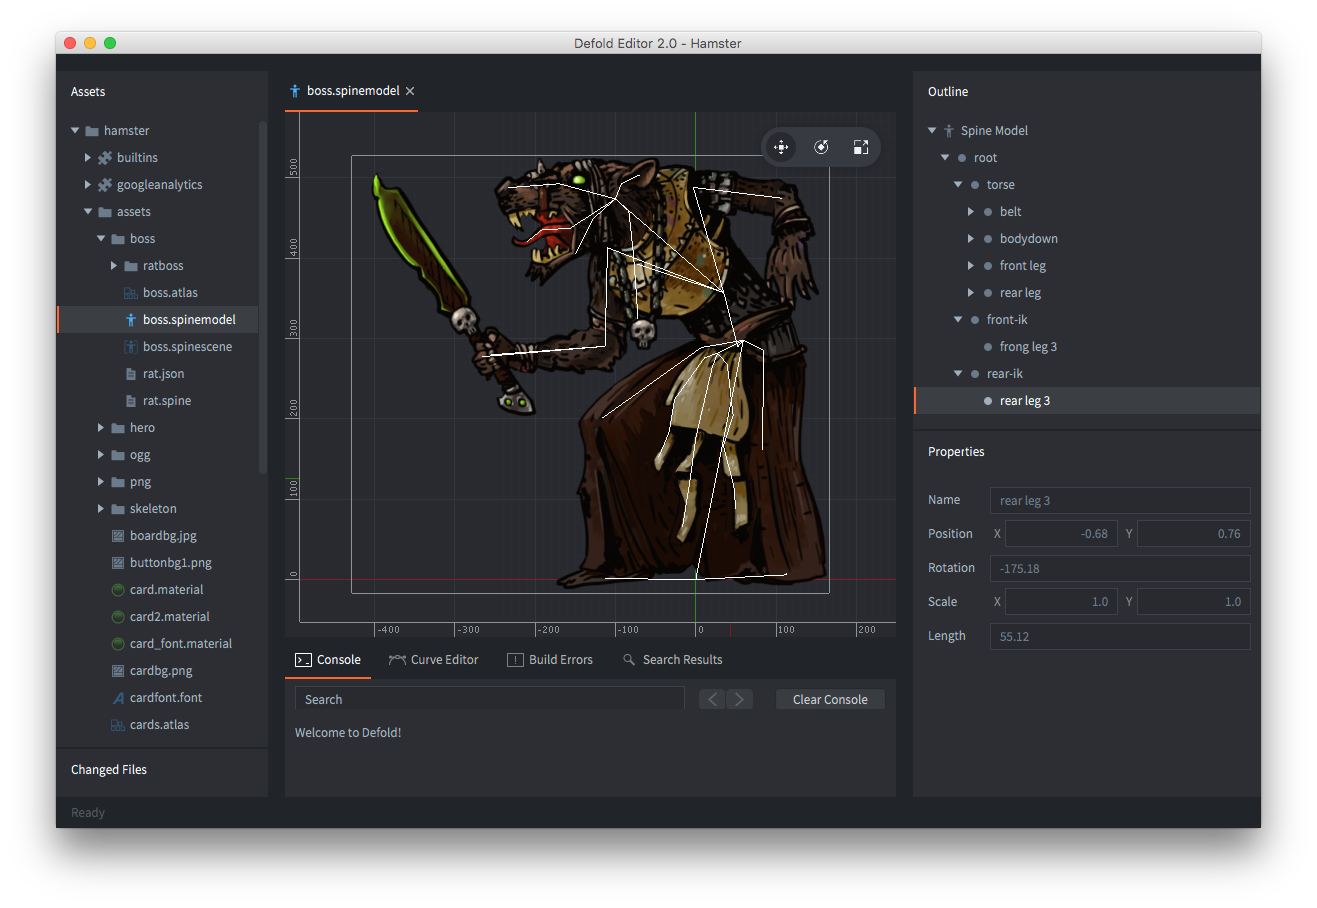 Defold Editor 2.0 - Hamster
Assets
hamster
builtins
googleanalytics
assets
boss
ratboss
boss.atlas
boss.spinemodel
boss.spinescene
rat.json
rat.spine
hero
ogg
png
skeleton
boardbg.jpg
buttonbg1.png
card.material
card2.material
card_font.material
cardbg.png
cardfont.font
cards.atlas
Changed Files
Ready
boss.spinemodel
500
400
300
200
100
0
-400 -300 -200 -100 0 100 200
Console Curve Editor Build Errors Search Results
Search Clear Console
Welcome to Defold!
Outline
Spine Model
root
torse
belt
bodydown
front leg
rear leg
front-ik
frong leg 3
rear-ik
rear leg 3
Properties
Name rear leg 3
Position X -0.68 Y 0.76
Rotation -175.18
Scale X 1.0 Y 1.0
Length 55.12